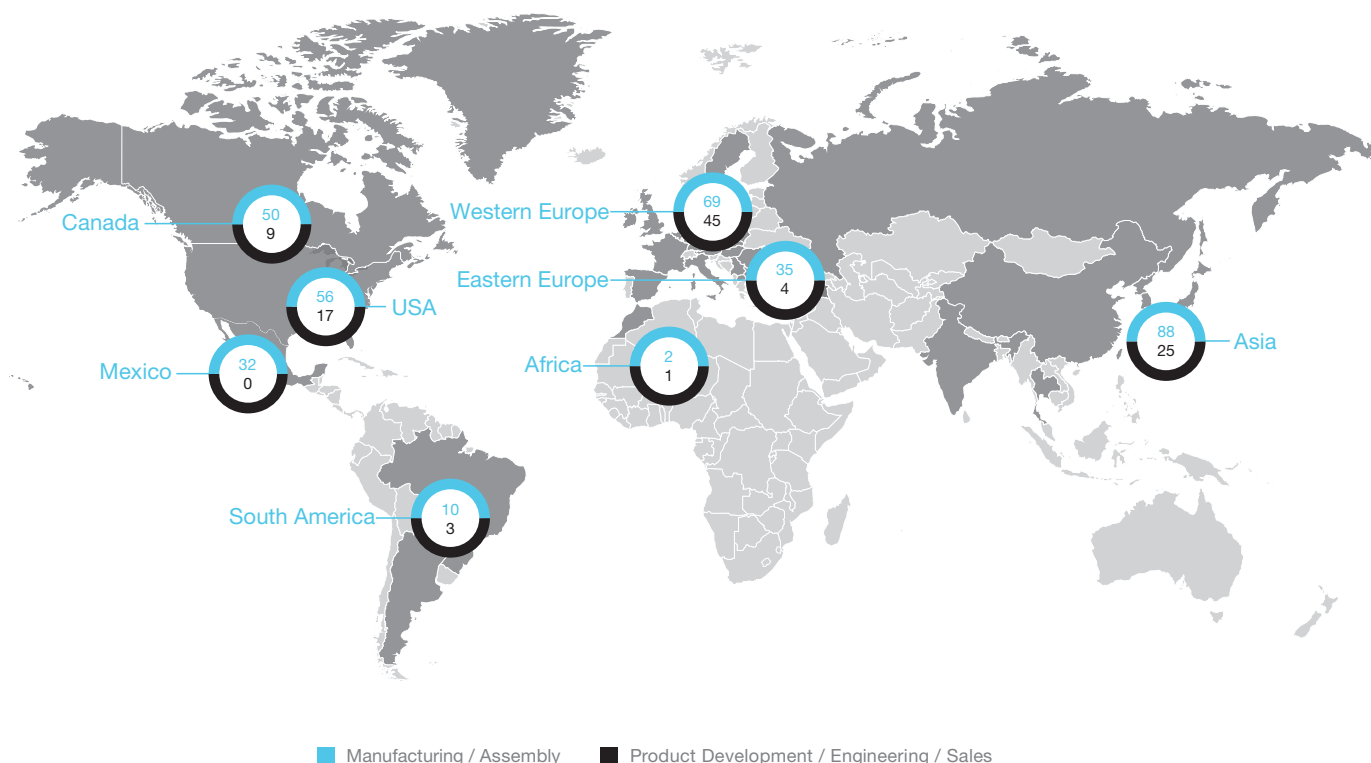 Canada
50
9
Western Europe
69
45
Eastern Europe
35
4
56
17
USA
Mexico
32
0
Africa
2
1
88
25
Asia
South America
10
3
Manufacturing / Assembly
Product Development / Engineering / Sales